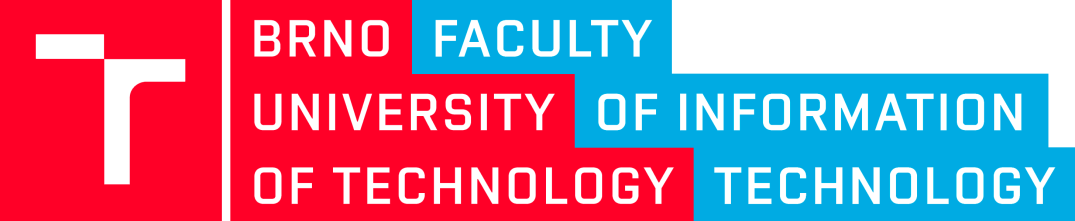 BRNO FACULTY
UNIVERSITY OF INFORMATION
OF TECHNOLOGY TECHNOLOGY